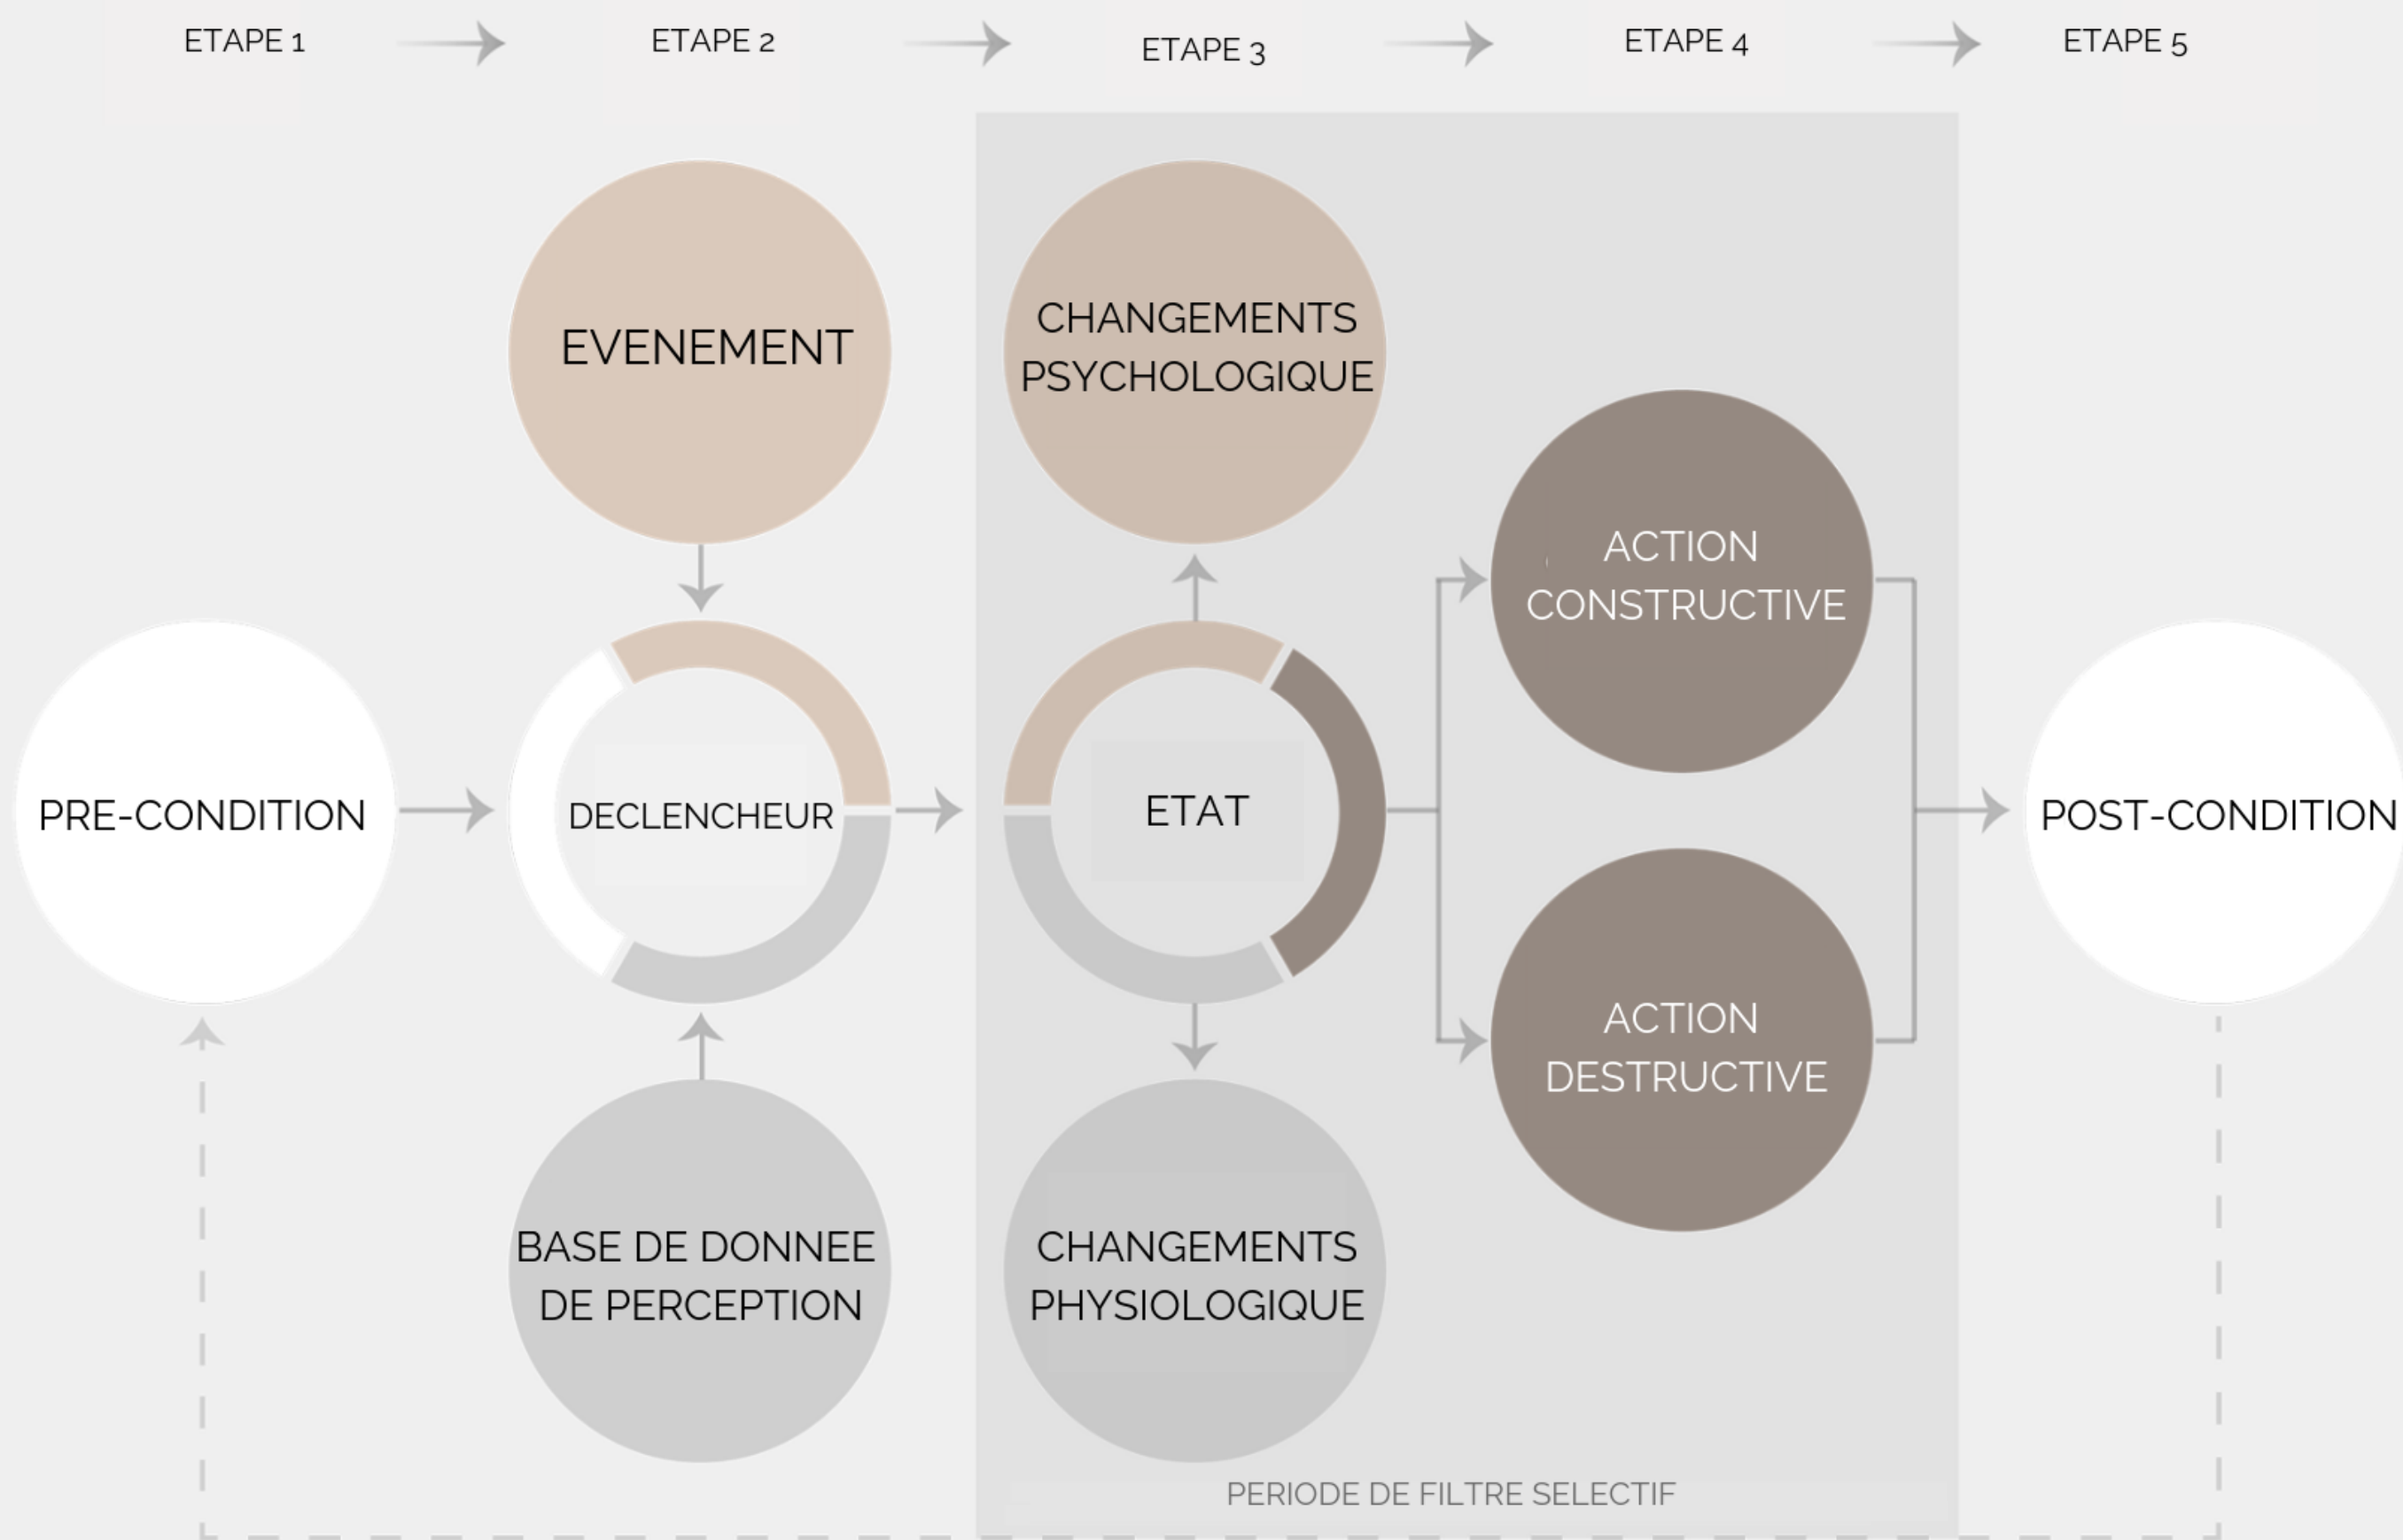 ETAPE 1
ETAPE 2
ETAPE 3
ETAPE 4
ETAPE 5
EVENEMENT
CHANGEMENTS
PSYCHOLOGIQUE
ACTION
CONSTRUCTIVE
PRE-CONDITION
DECLENCHEUR
ETAT
POST-CONDITION
ACTION
DESTRUCTIVE
BASE DE DONNEE
DE PERCEPTION
CHANGEMENTS
PHYSIOLOGIQUE
PERIODE DE FILTRE SELECTIF